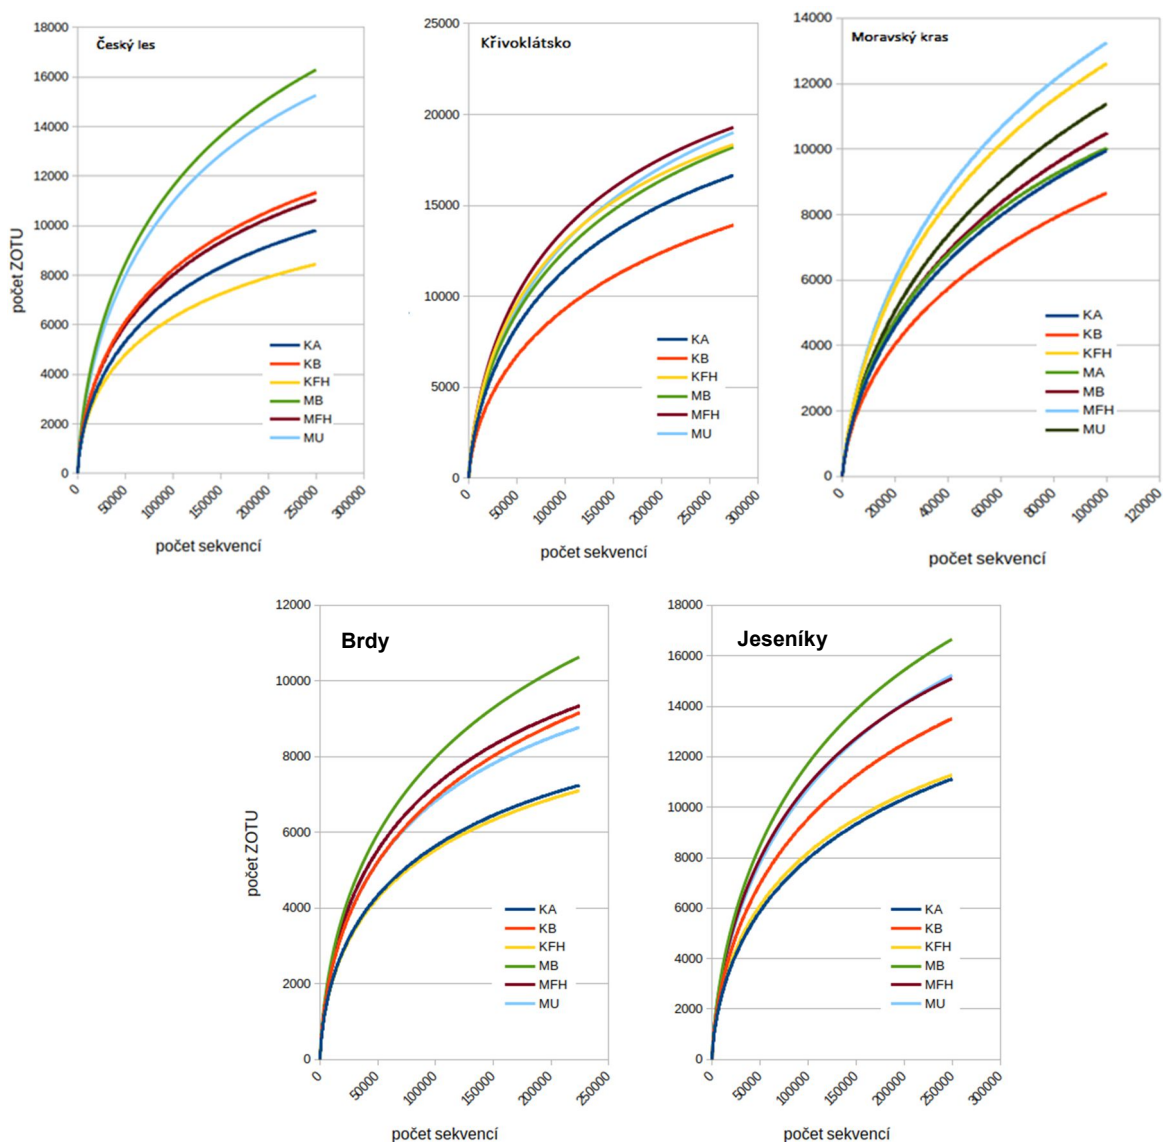 Český les
18000
16000
14000
12000
10000
8000
6000
4000
2000
0
počet ZOTU
KA
KB
KFH
MB
MFH
MU
0
50000
100000
150000
200000
250000
300000
počet sekvencí
Křivoklátsko
25000
20000
15000
10000
5000
0
KA
KB
KFH
MB
MFH
MU
0
50000
100000
150000
200000
250000
300000
počet sekvencí
Moravský kras
14000
12000
10000
8000
6000
4000
2000
0
KA
KB
KFH
MA
MB
MFH
MU
0
20000
40000
60000
80000
100000
120000
počet sekvencí
Brdy
12000
10000
8000
6000
4000
2000
0
počet ZOTU
KA
KB
KFH
MB
MFH
MU
0
50000
100000
150000
200000
250000
počet sekvencí
Jeseníky
18000
16000
14000
12000
10000
8000
6000
4000
2000
0
KA
KB
KFH
MB
MFH
MU
0
50000
100000
150000
200000
250000
300000
počet sekvencí